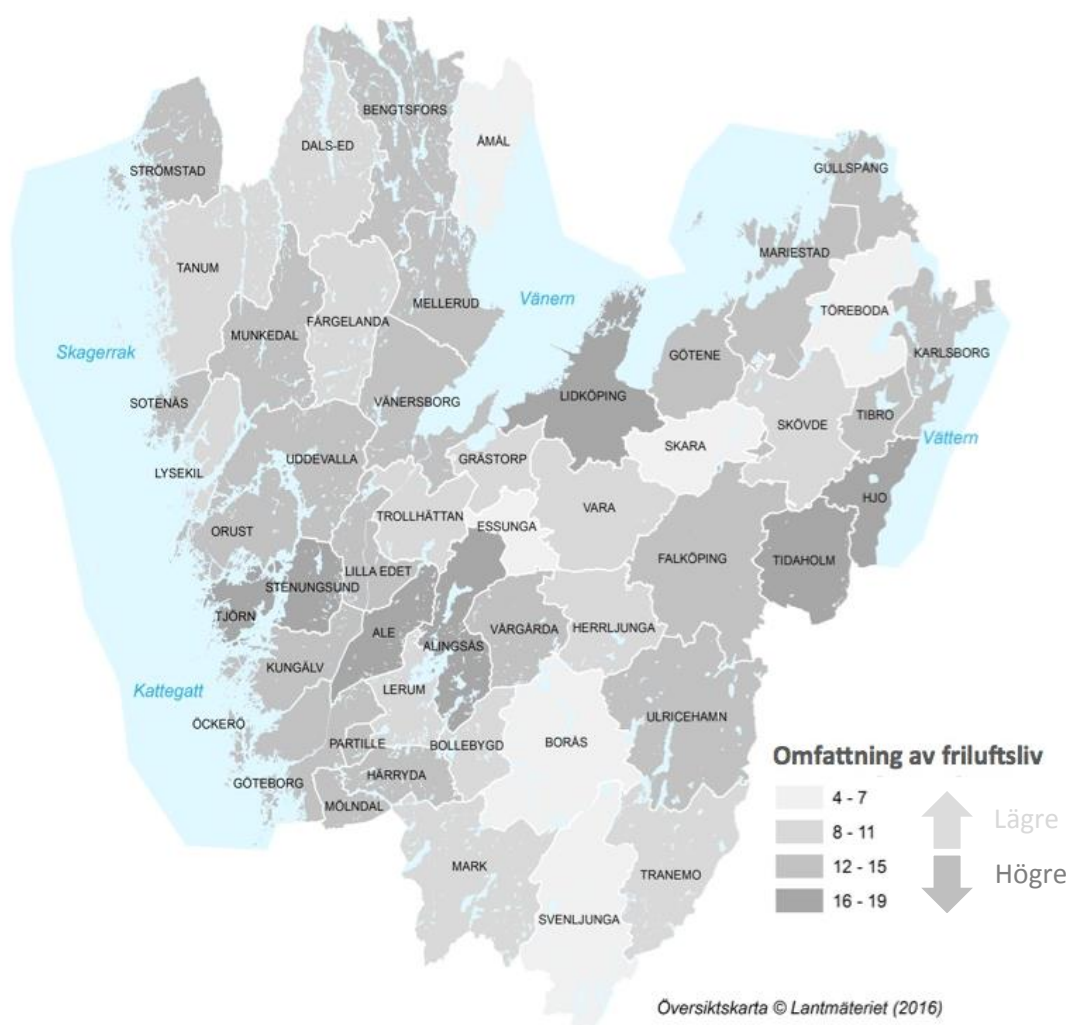 BENGTSFORS
DALS-ED
ÅMÅL
STRÖMSTAD
GULLSPÅNG
MARIESTAD
TANUM
MELLERUD
Vänern
TÖREBODA
FÄRGELANDA
MUNKEDAL
Skagerrak
GÖTENE
KARLSBORG
LIDKÖPING
SOTENÄS
VÄNERSBORG
TIBRO
SKÖVDE
Vättern
SKARA
GRÄSTORP
UDDEVALLA
LYSEKIL
HJO
VARA
TROLLHÄTTAN
ESSUNGA
ORUST
FALKÖPING
TIDAHOLM
LILLA EDET
STENUNGSUND
TJÖRN
VÅRGÅRDA
HERRLJUNGA
ALE
ALINGSÅS
KUNGÄLV
Kattegatt
LERUM
ULRICEHAMN
ÖCKERÖ
PARTILLE
BOLLEBYGD
BORÅS
HÄRRYDA
GÖTEBORG
MÖLNDAL
Omfattning av friluftsliv
4 - 7
8 - 11
12 - 15
16 - 19
Lägre
Högre
MARK
TRANEMO
SVENLJUNGA
Översiktskarta © Lantmäteriet (2016)